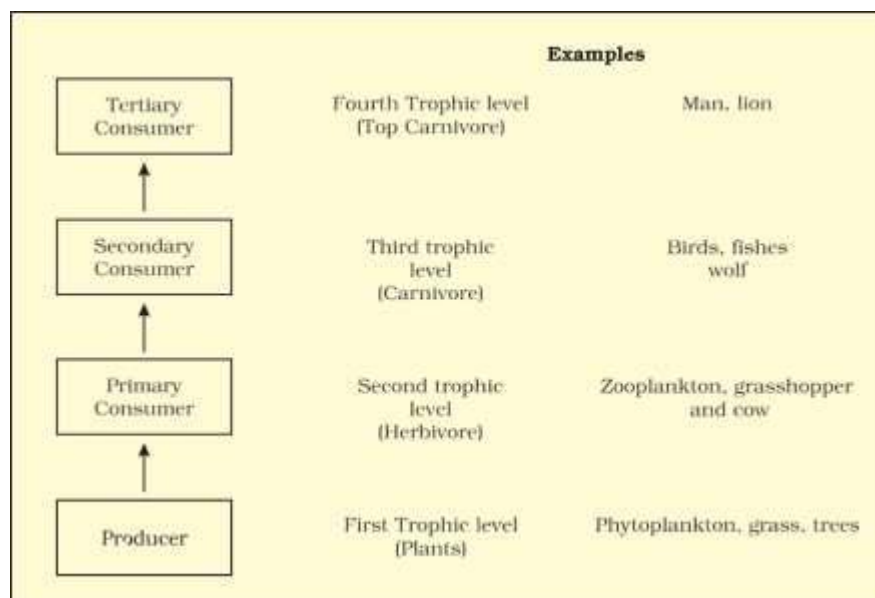 Examples
Tertiary
Consumer
Fourth Trophic level
(Top Carnivore)
Man, lion
Secondary
Consumer
Third trophic
level
(Carnivore)
Birds, fishes
wolf
Primary
Consumer
Second trophic
level
(Herbivore)
Zooplankton, grasshopper
and cow
Producer
First Trophic level
(Plants)
Phytoplankton, grass, trees